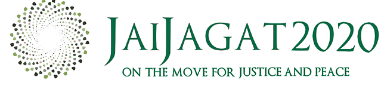 JAIJAGAT2020
ON THE MOVE FOR JUSTICE AND PEACE